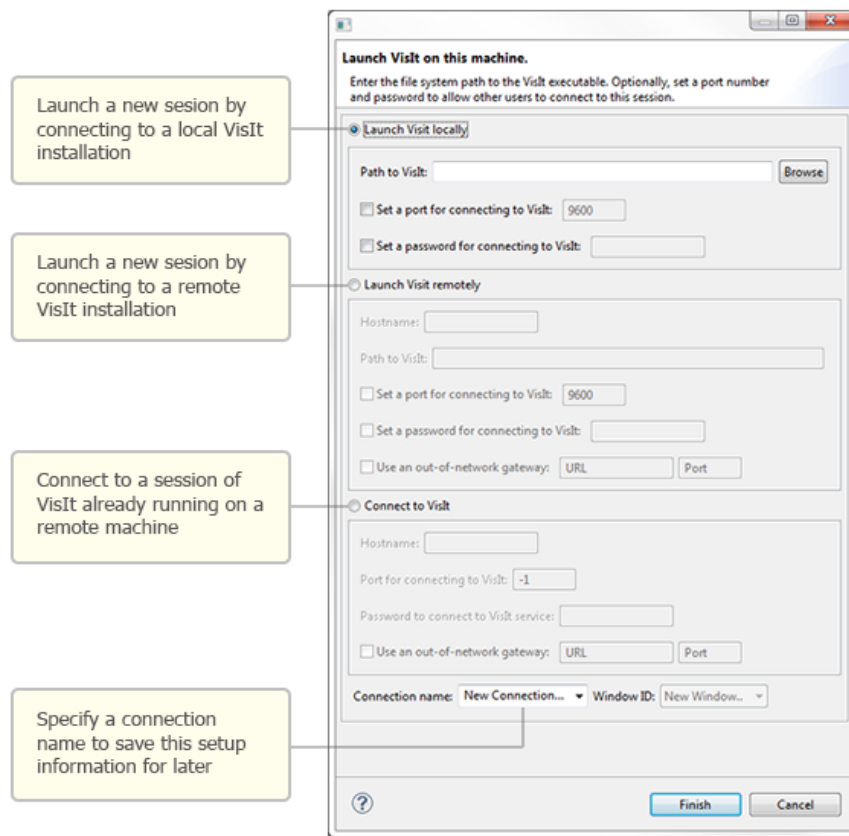 Launch VisIt on this machine.
Enter the file system path to the VisIt executable. Optionally, set a port number
and password to allow other users to connect to this session.
Launch a new sesion by
connecting to a local VisIt
installation
Launch Visit locally
Path to VisIt:
Browse
Set a port for connecting to VisIt: 9600
Set a password for connecting to VisIt:
Launch a new sesion by
connecting to a remote
VisIt installation
Launch Visit remotely
Hostname:
Path to VisIt:
Set a port for connecting to VisIt: 9600
Set a password for connecting to VisIt:
Use an out-of-network gateway: URL Port
Connect to a session of
VisIt already running on a
remote machine
Connect to VisIt
Hostname:
Port for connecting to VisIt: -1
Password to connect to VisIt service:
Use an out-of-network gateway: URL Port
Specify a connection
name to save this setup
information for later
Connection name: New Connection... Window ID: New Window..
? Finish Cancel